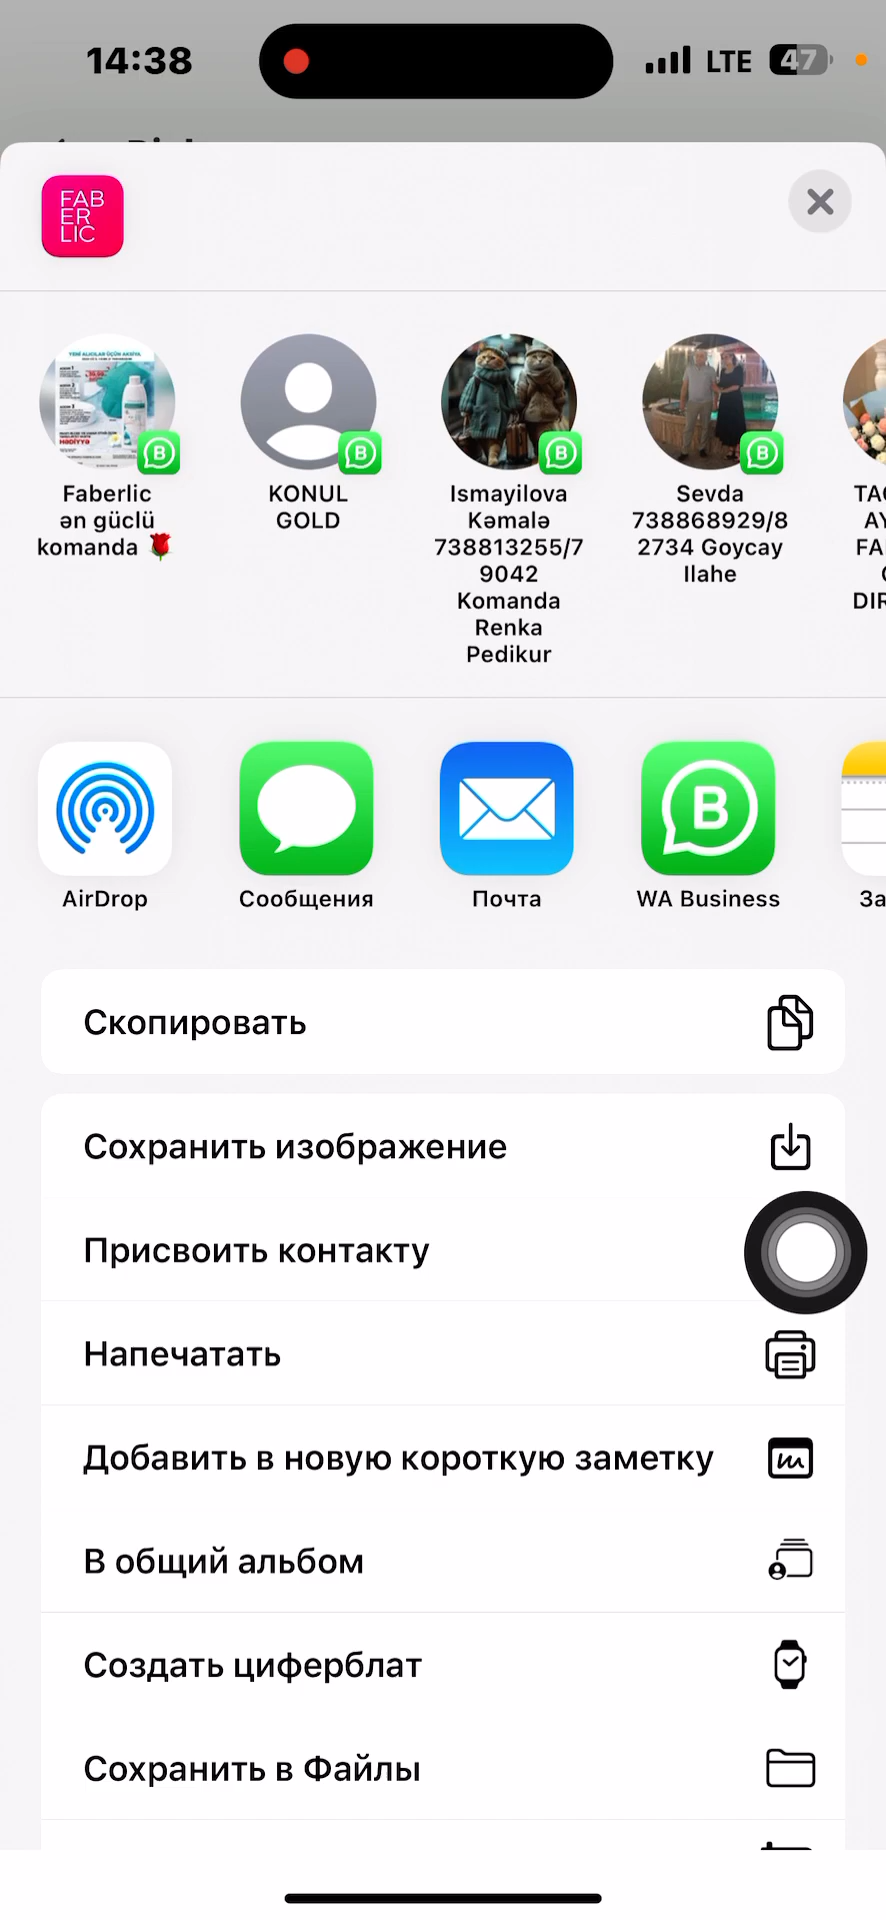 14:38
LTE
47
FAB
ER
LIC
Faberlic
ən güclü
komanda 🌹
KONUL
GOLD
Ismayilova
Kəmalə
738813255/7
9042
Komanda
Renka
Pedikur
Sevda
738868929/8
2734 Goycay
Ilahe
AirDrop
Сообщения
Почта
B
WA Business
Скопировать
Сохранить изображение
Присвоить контакту
Напечатать
Добавить в новую короткую заметку
В общий альбом
Создать циферблат
Сохранить в Файлы